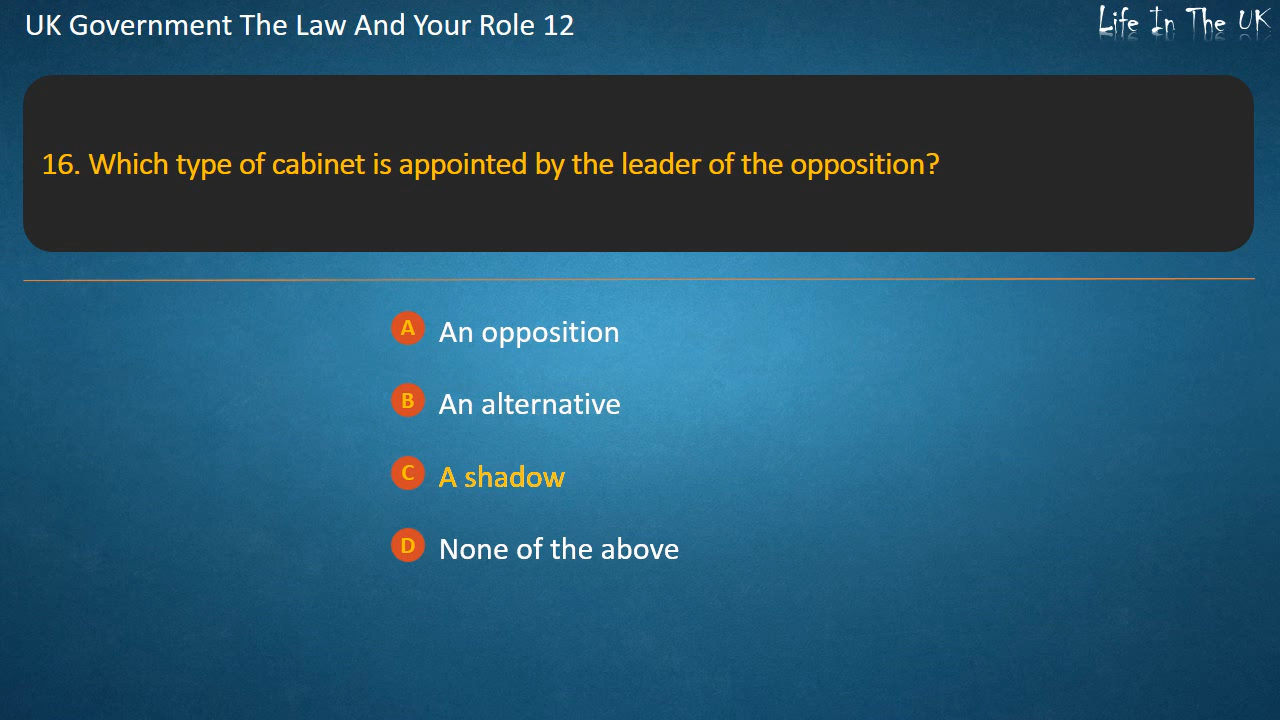 UK Government The Law And Your Role 12
Life In The UK
16. Which type of cabinet is appointed by the leader of the opposition?
A An opposition
B An alternative
C A shadow
D None of the above